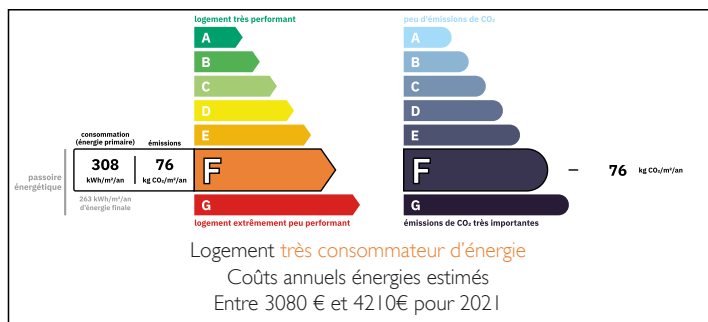 logement très performant
A
B
C
D
E
consommation
(énergie primaire)
émissions
308
kWh/m²/an
76
kg CO₂/m²/an
F
passoire
énergétique
263 kWh/m²/an
d'énergie finale
G
logement extrêmement peu performant
peu d'émissions de CO₂
A
B
C
D
E
F
76 kg CO₂/m²/an
G
émissions de CO₂ très importantes
Logement très consommateur d'énergie
Coûts annuels énergies estimés
Entre 3080 € et 4210€ pour 2021